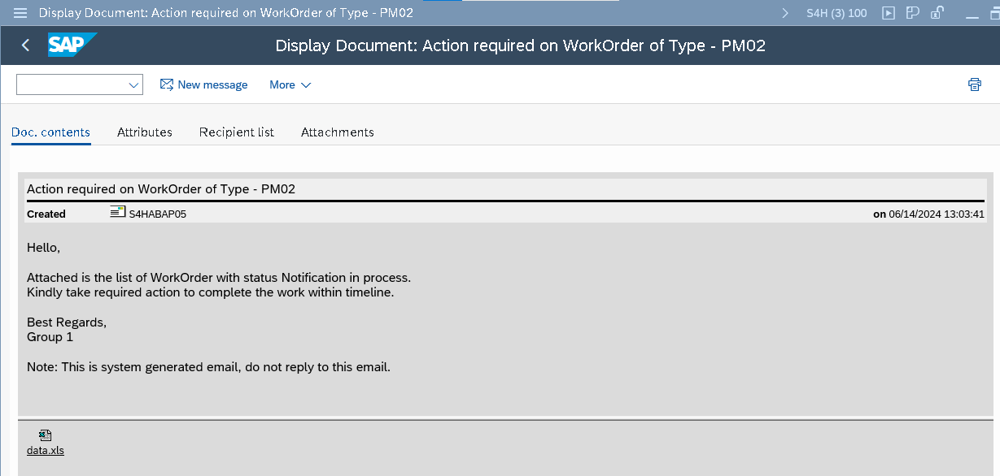 Display Document: Action required on WorkOrder of Type - PM02
S4H (3) 100
SAP
Display Document: Action required on WorkOrder of Type - PM02
New message
More
Doc. contents
Attributes
Recipient list
Attachments
Action required on WorkOrder of Type - PM02
Created
S4HABAP05
on 06/14/2024 13:03:41
Hello,
Attached is the list of WorkOrder with status Notification in process.
Kindly take required action to complete the work within timeline.
Best Regards,
Group 1
Note: This is system generated email, do not reply to this email.
data.xls